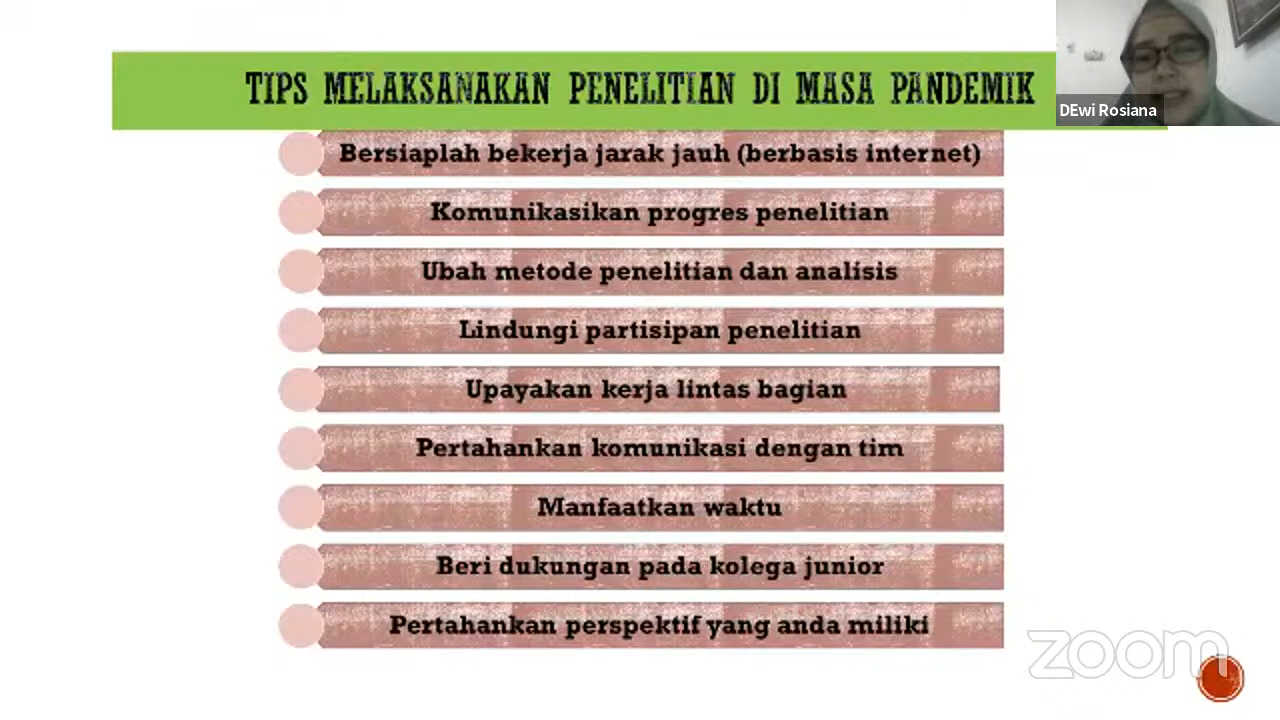 TIPS MELAKSANAKAN PENELITIAN DI MASA PANDEMIK
DEwi Rosiana
Bersiaplah bekerja jarak jauh (berbasis internet)
Komunikasikan progres penelitian
Ubah metode penelitian dan analisis
Lindungi partisipan penelitian
Upayakan kerja lintas bagian
Pertahankan komunikasi dengan tim
Manfaatkan waktu
Beri dukungan pada kolega junior
Pertahankan perspektif yang anda miliki
zoom